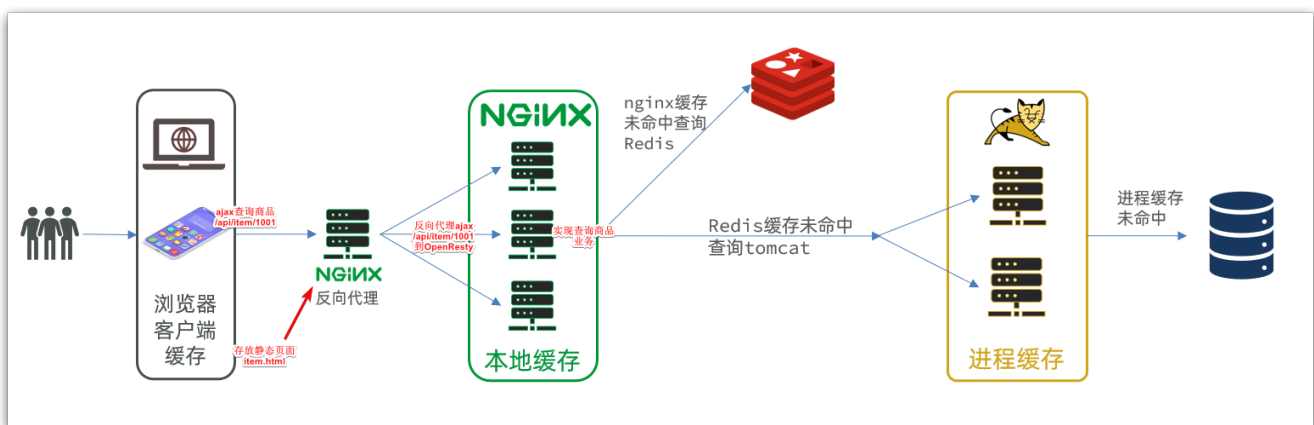 浏览器
客户端
缓存
ajax查询商品
/api/item/1001
NGiNX
反向代理
存放静态页面
item.html
反向代理ajax
/api/item/1001
到OpenResty
NGiNX
实现查询商品
业务
本地缓存
nginx缓存
未命中查询
Redis
Redis缓存未命中
查询tomcat
进程缓存
进程缓存
未命中